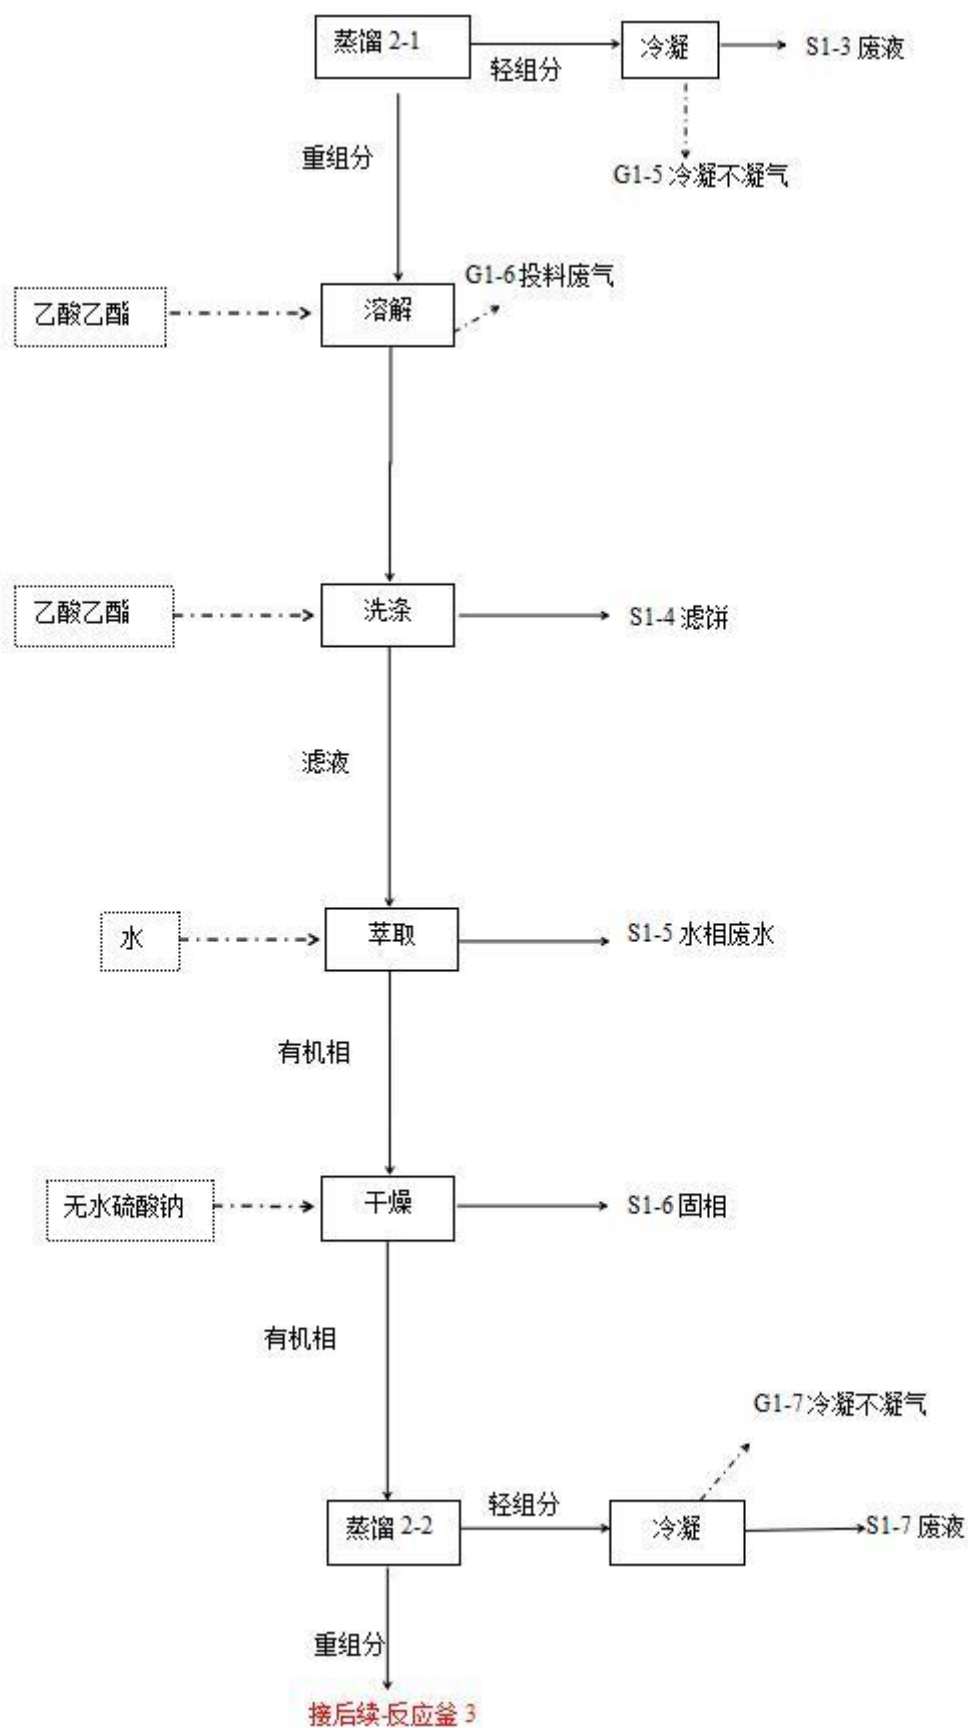 蒸馏 2-1
冷凝
S1-3 废液
轻组分
重组分
G1-5 冷凝不凝气
G1-6 投料废气
乙酸乙酯
溶解
乙酸乙酯
洗涤
S1-4 滤饼
滤液
水
萃取
S1-5 水相废水
有机相
无水硫酸钠
干燥
S1-6 固相
有机相
G1-7 冷凝不凝气
蒸馏 2-2
轻组分
冷凝
S1-7 废液
重组分
接后续-反应釜 3